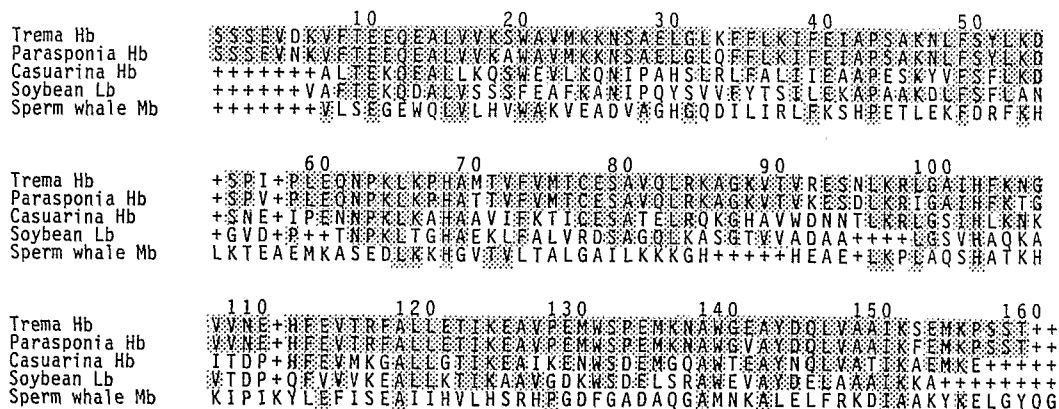 10 20 30 40 50
Trema Hb SSSEVDKVFTEEQEALVVKSWAVMKKNSAELGLKFFLKIFEIAPSAKNLFSYLKD
Parasponia Hb SSSEVNKVFTEEQEALVVKAWAVMKKNSAELGLQFFLKIFEIAPSAKNLFSYLKD
Casuarina Hb +++++++ALTEKQEALLKQSWEVLKQNIPAHSLRLFALIIEAAPESKYVFSFLKD
Soybean Lb ++++++VAFTEKQDALVSSSFEAFKANIPQYSVVFYTSILEKAPAAKDLFSFLAN
Sperm whale Mb +++++++VLSEGEWQLVLHVWAKVEADVAGHGQDILIRLFKSHPETLEKFDRFKH
60 70 80 90 100
Trema Hb +SPI+PLEQNPKLKPHAMTVFVMTCESAVQLRKAGKVTVRESNLKRLGAIHFKNG
Parasponia Hb +SPV+PLEQNPKLKPHATTVFVMTCESAVQLRKAGKVTVKESDLKRIGAIHFKTG
Casuarina Hb +SNE+IPENNPKLKAHAAVIFKTICESATELRQKGHAVWDNNTLKRLGSIHLKNK
Soybean Lb +GVD+P++TNPKLTGHAEKLFALVRDSAGQLKASGTVVADAA++++LGSVHAQKA
Sperm whale Mb LKTEAEMKASEDLKKHGVTVLTALGAILKKKGH+++++HEAE+LKPLAQSHATKH
110 120 130 140 150 160
Trema Hb VVNE+HFEVTRFALLETIKEAVPEMWSPEMKNAWGEAYDQLVAAIKSEMKPSST++
Parasponia Hb VVNE+HFEVTRFALLETIKEAVPEMWSPEMKNAWGVAYDQLVAAIKFEMKPSST++
Casuarina Hb ITDP+HFEVMKGALLGTIKEAIKENWSDEMGQAWTEAYNQLVATIKAEMKE+++++
Soybean Lb VTDP+QFVVVKEALLKTIKAAVGDKWSDELSRAWEVAYDELAAAIKKA++++++++
Sperm whale Mb KIPIKYLEFISEAIIHVLHSRHPGDFGADAQGAMNKALELFRKDIAAKYKELGYQG